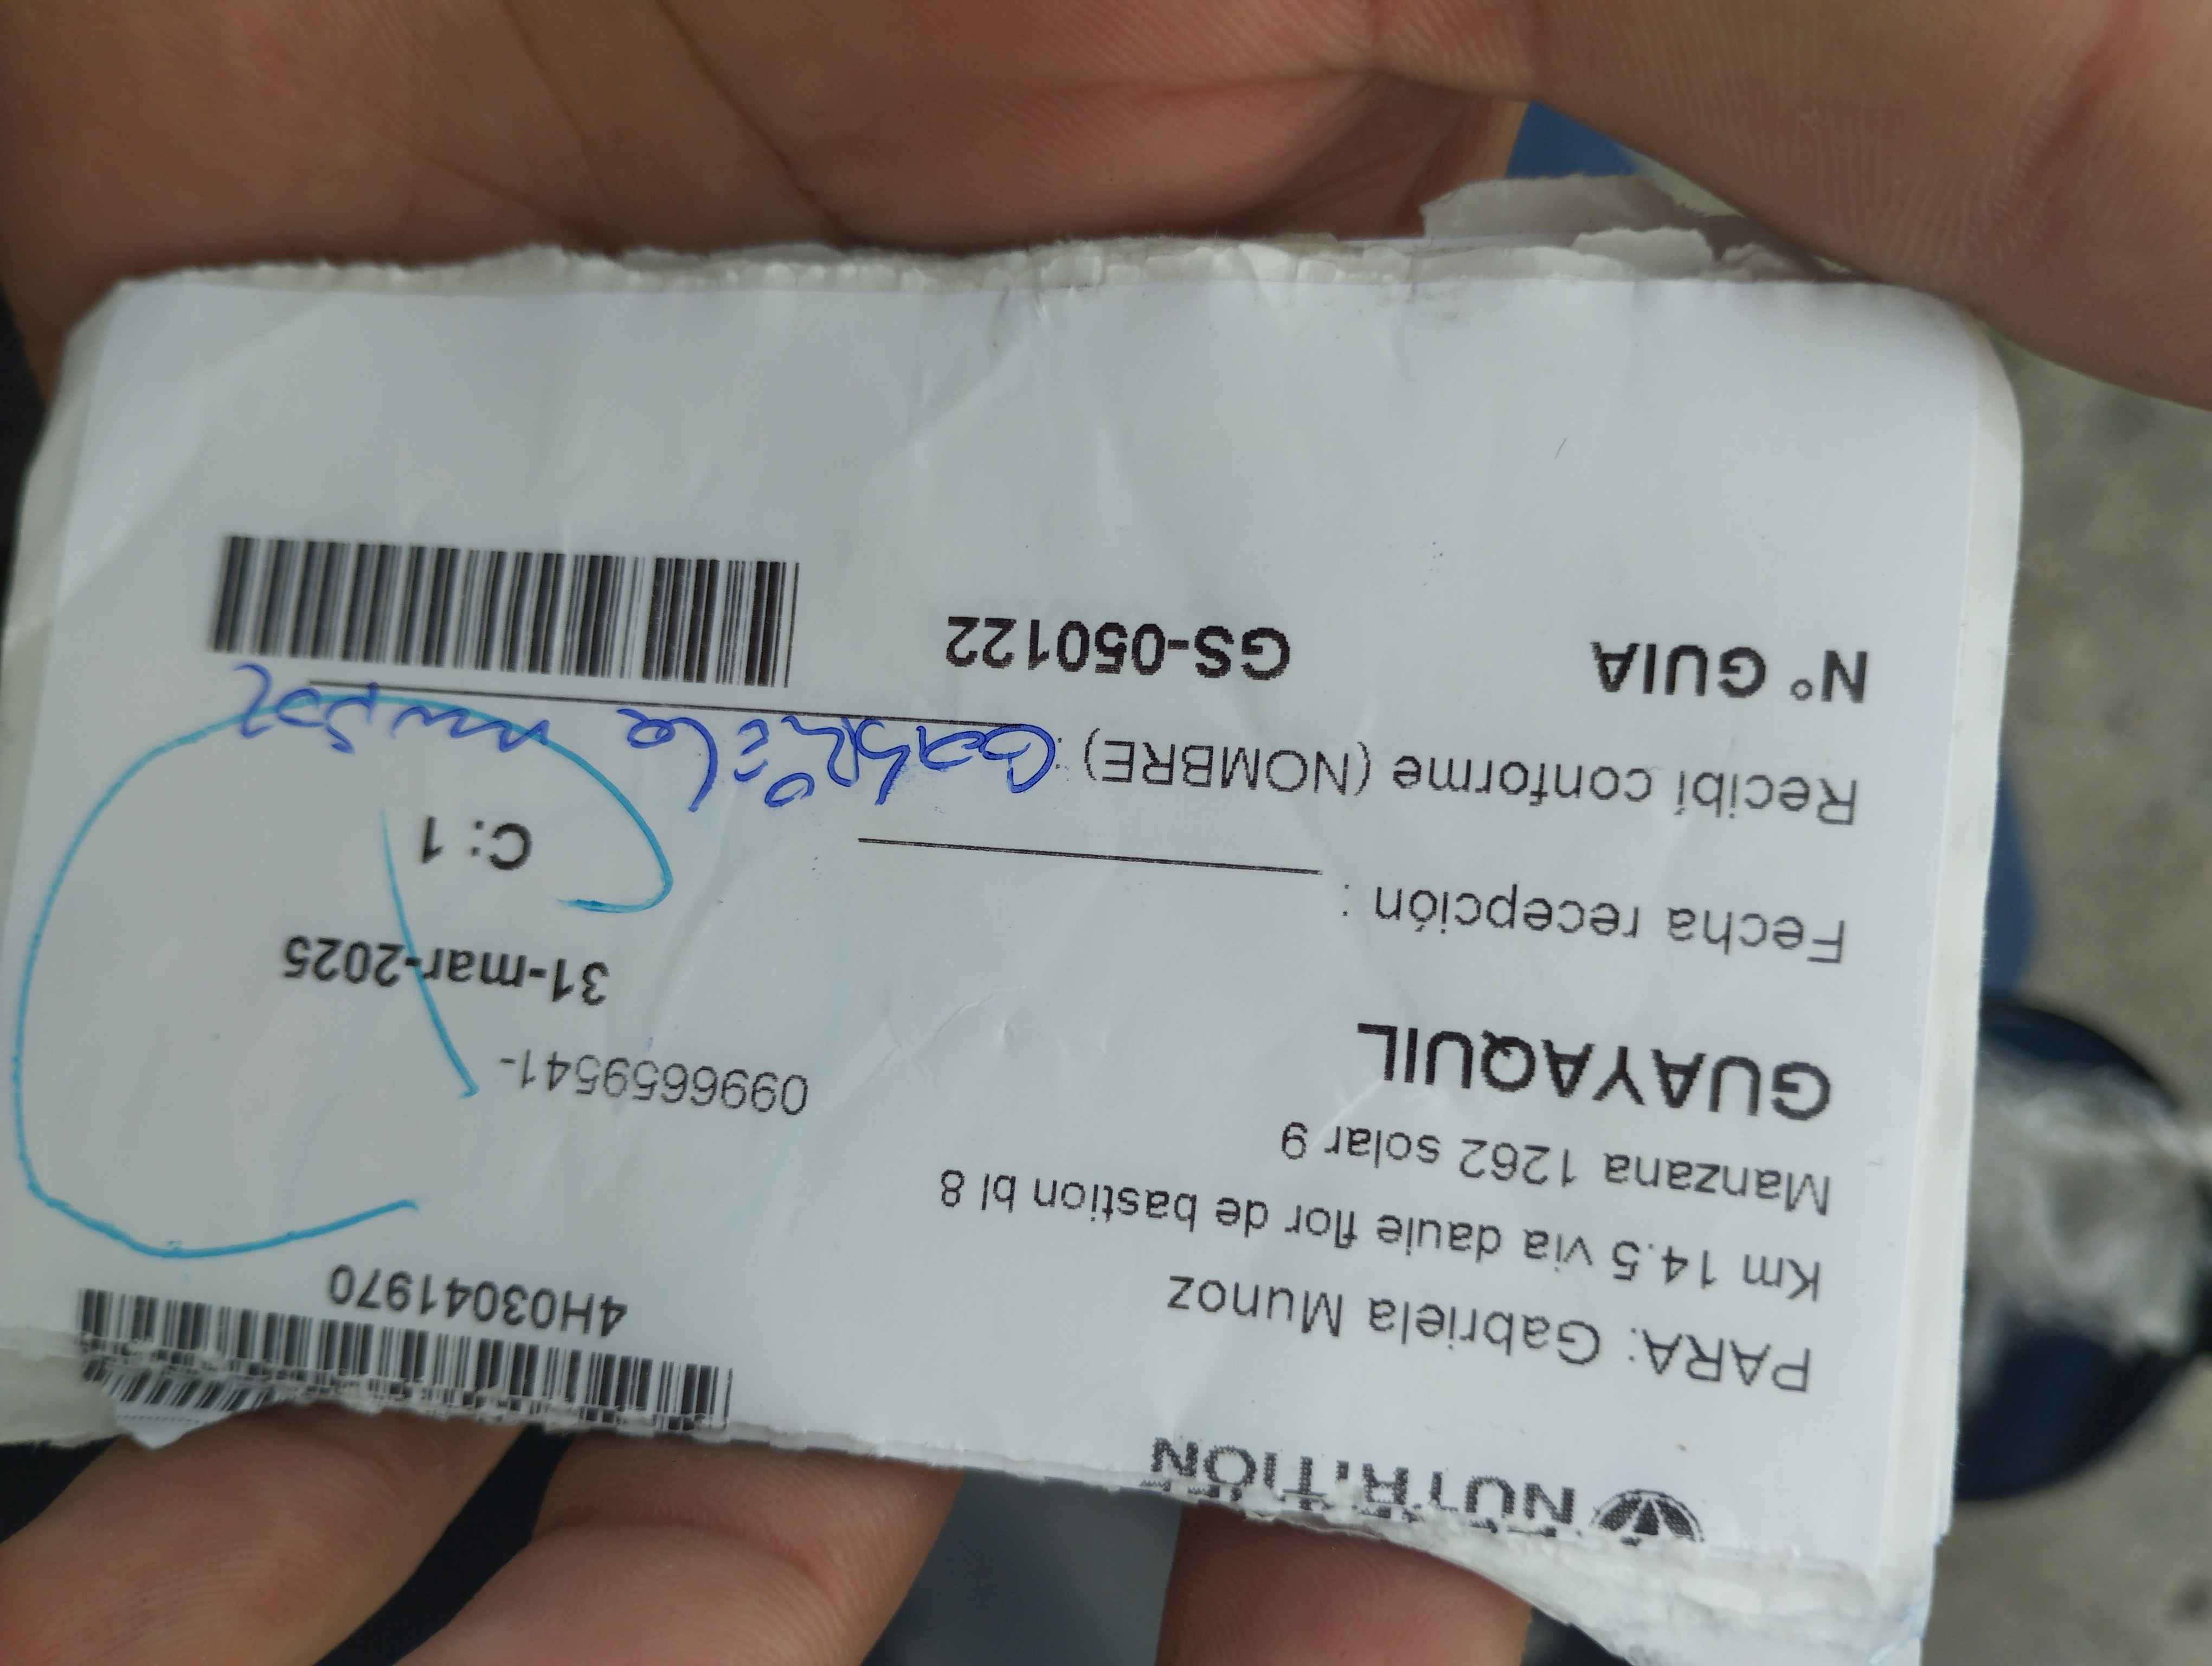 NUTRITION
4H03041970
PARA: Gabriela Munoz
Km 14.5 via daule flor de bastion bl 8
Manzana 1262 solar 9
0996659541-
GUAYAQUIL
31-mar-2025
Fecha recepción :
C: 1
Recibí conforme (NOMBRE) : Gabriela muñoz
N° GUIA GS-050122